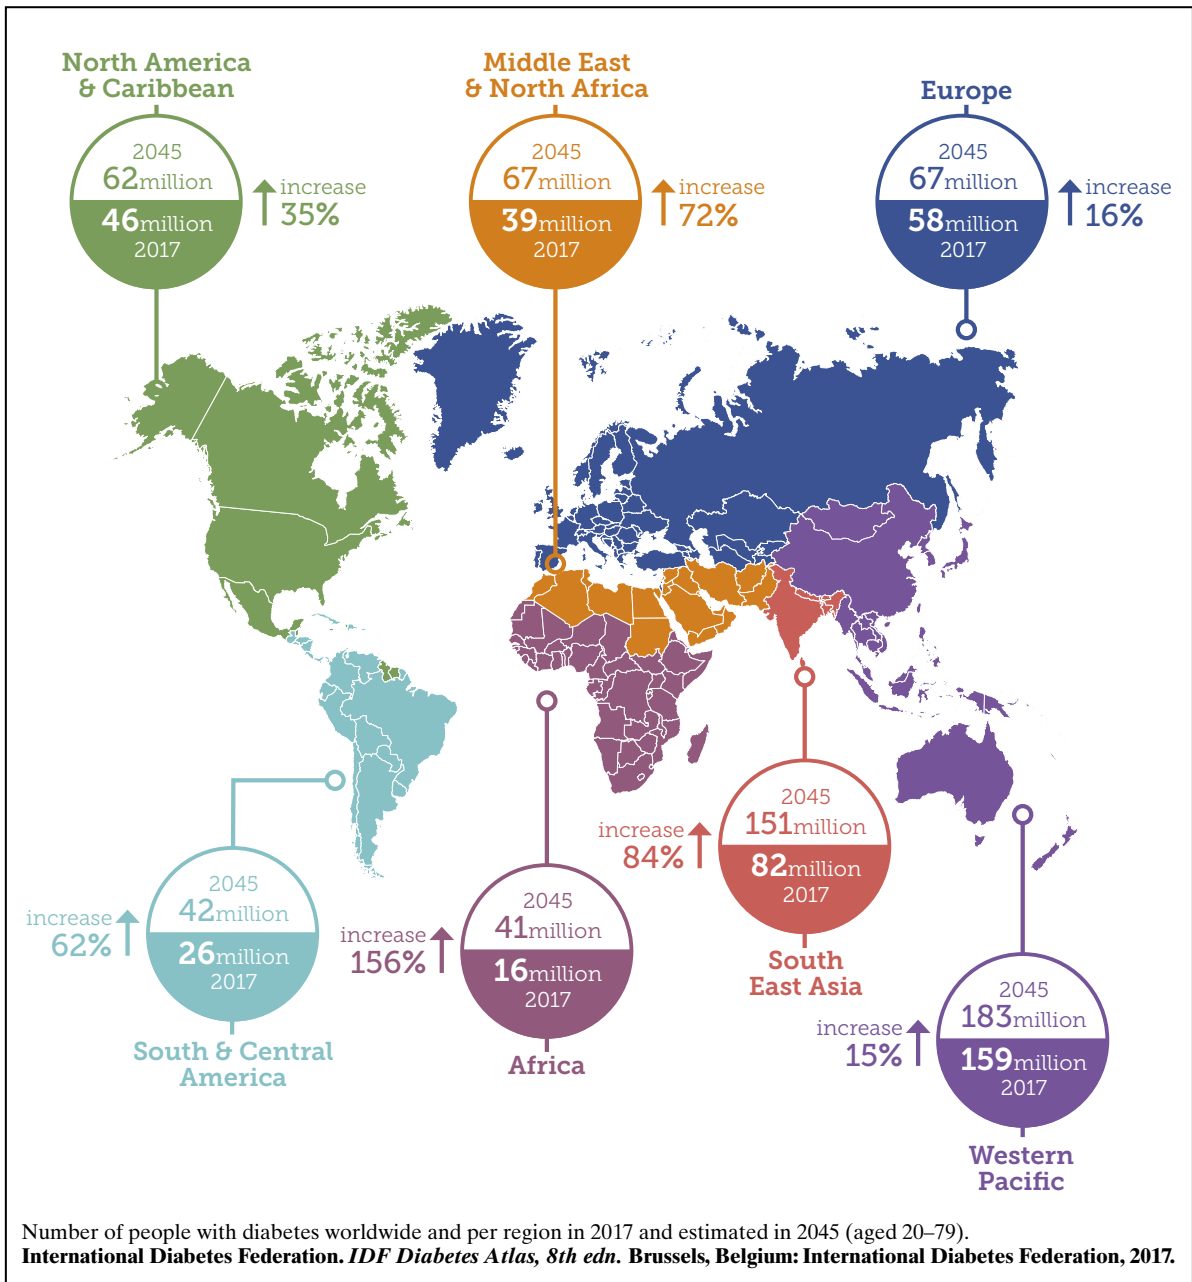 North America
& Caribbean
2045
62million
46million
2017
increase
35%
Middle East
& North Africa
2045
67million
39million
2017
increase
72%
Europe
2045
67million
58million
2017
increase
16%
2045
42million
26million
2017
increase
62%
South & Central
America
2045
41million
16million
2017
increase
156%
Africa
2045
151million
82million
2017
increase
84%
South
East Asia
2045
183million
159million
2017
increase
15%
Western
Pacific
Number of people with diabetes worldwide and per region in 2017 and estimated in 2045 (aged 20–79).
International Diabetes Federation. IDF Diabetes Atlas, 8th edn. Brussels, Belgium: International Diabetes Federation, 2017.